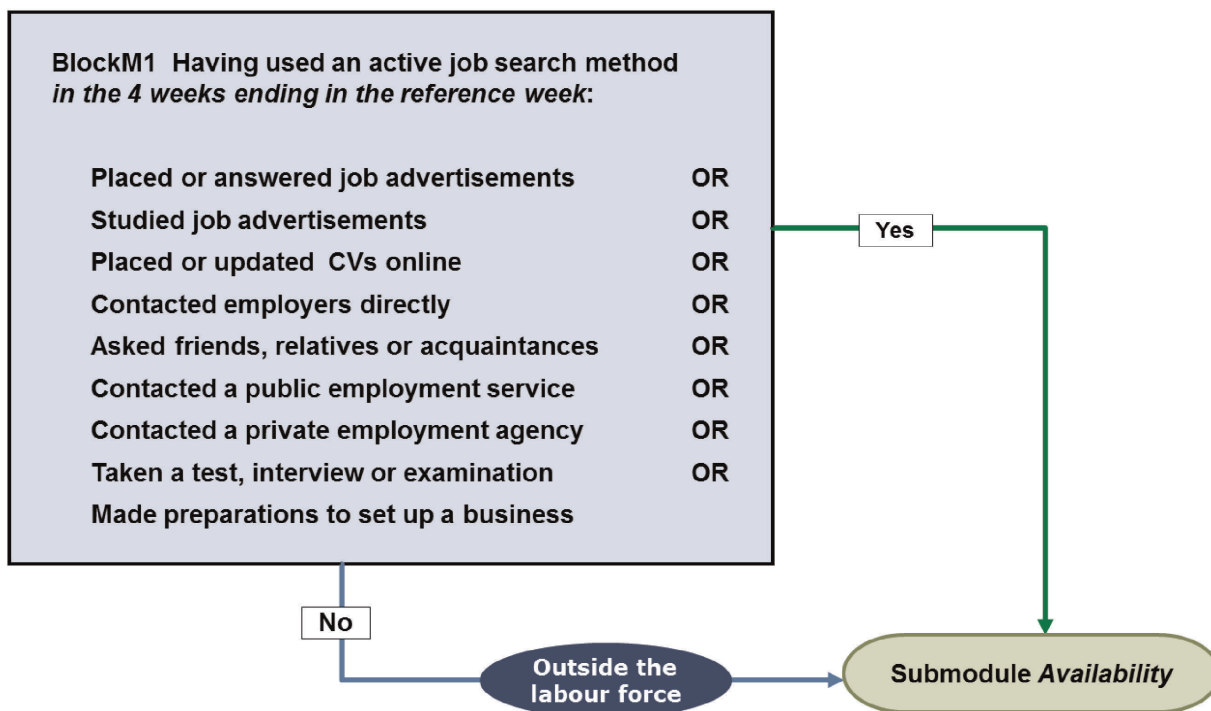 BlockM1 Having used an active job search method
in the 4 weeks ending in the reference week:
Placed or answered job advertisements OR
Studied job advertisements OR
Placed or updated CVs online OR
Contacted employers directly OR
Asked friends, relatives or acquaintances OR
Contacted a public employment service OR
Contacted a private employment agency OR
Taken a test, interview or examination OR
Made preparations to set up a business
Yes
No
Outside the
labour force
Submodule Availability